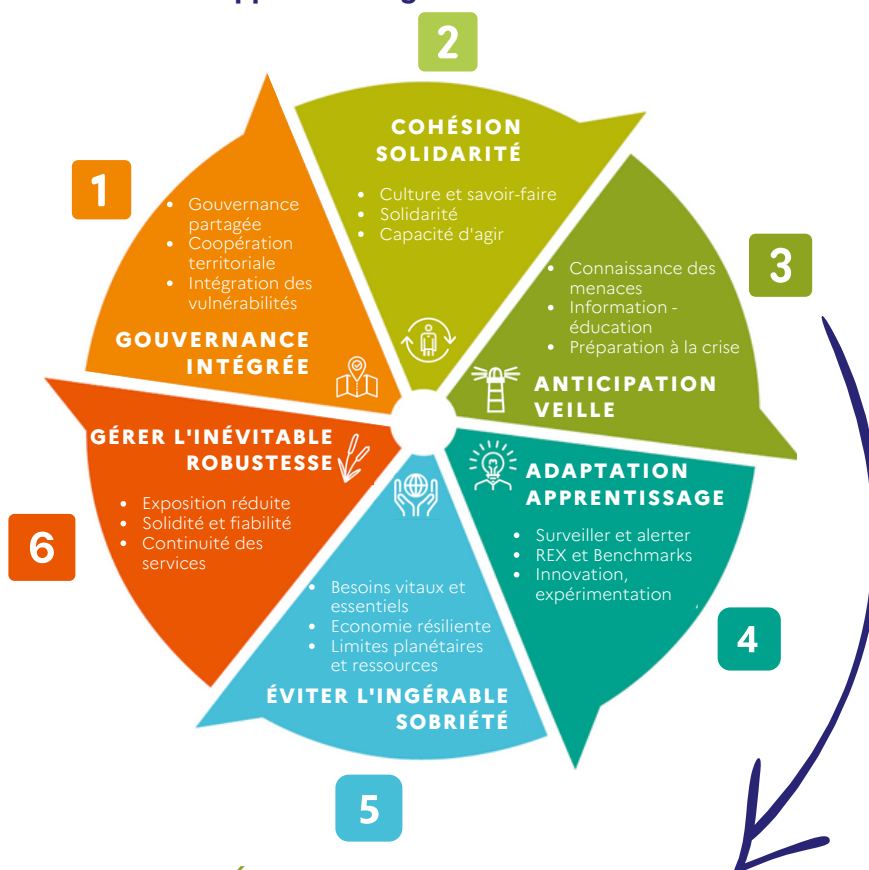 2
COHÉSION
SOLIDARITÉ
• Culture et savoir-faire
• Solidarité
• Capacité d'agir
1
• Gouvernance
partagée
• Coopération
territoriale
• Intégration des
vulnérabilités
GOUVERNANCE
INTÉGRÉE
3
• Connaissance des
menaces
• Information -
éducation
• Préparation à la crise
ANTICIPATION
VEILLE
GÉRER L'INÉVITABLE
ROBUSTESSE
• Exposition réduite
• Solidité et fiabilité
• Continuité des
services
6
ADAPTATION
APPRENTISSAGE
• Surveiller et alerter
• REX et Benchmarks
• Innovation,
expérimentation
4
• Besoins vitaux et
essentiels
• Economie résiliente
• Limites planétaires
et ressources
ÉVITER L'INGÉRABLE
SOBRIÉTÉ
5